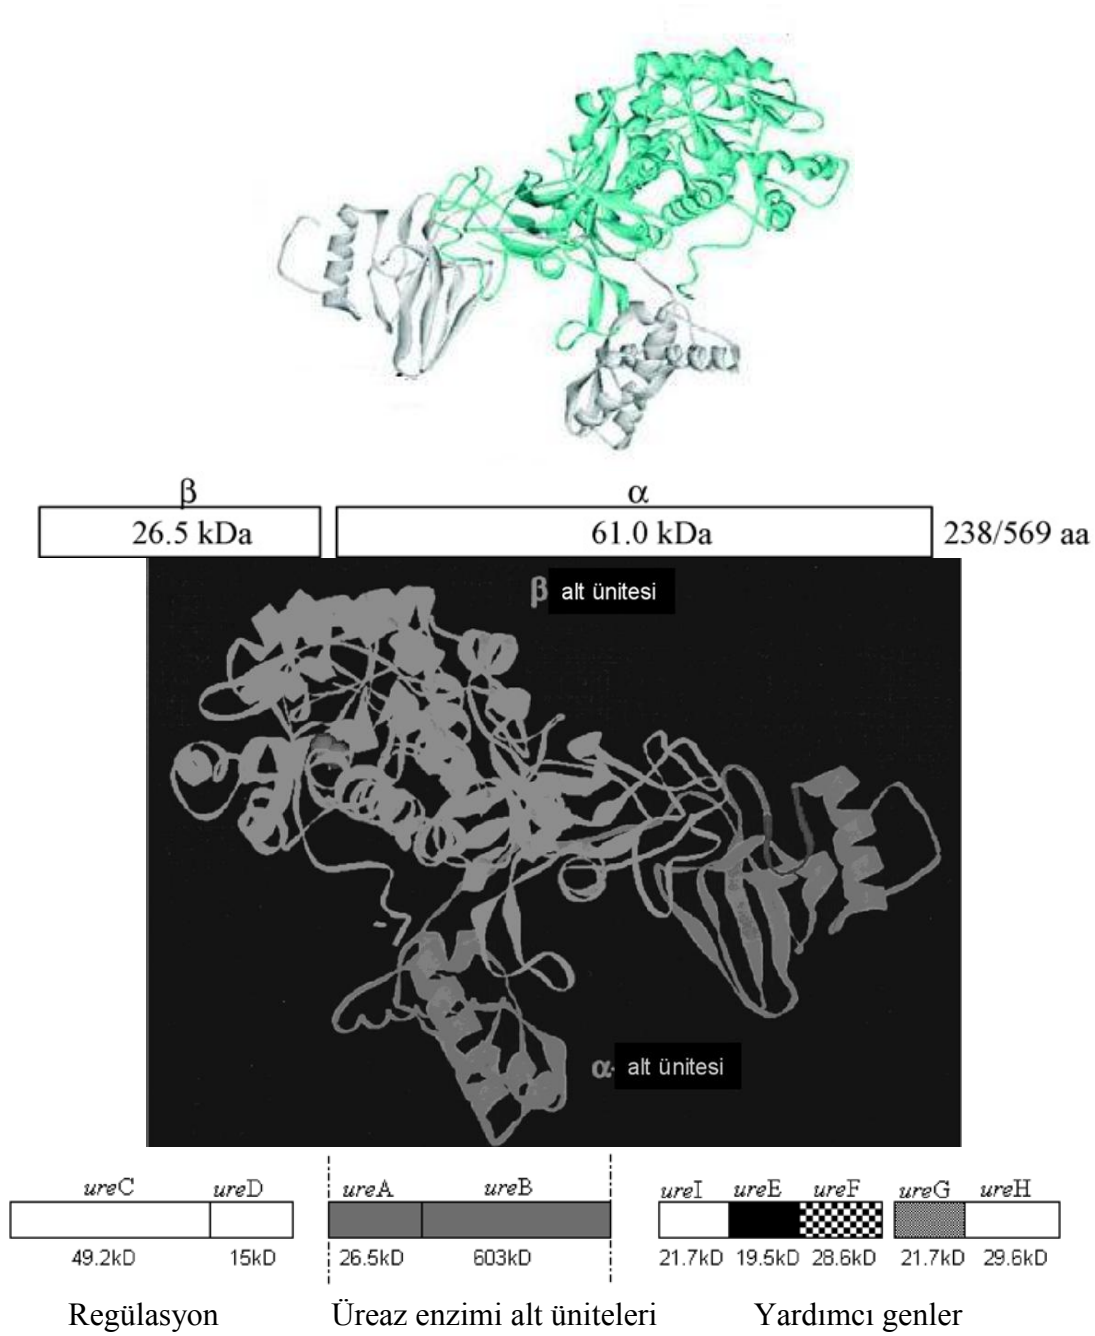 β α
26.5 kDa 61.0 kDa 238/569 aa
β alt ünitesi
α- alt ünitesi
ureC ureD ureA ureB ureI ureE ureF ureG ureH
49.2kD 15kD 26.5kD 603kD 21.7kD 19.5kD 28.6kD 21.7kD 29.6kD
Regülasyon Üreaz enzimi alt üniteleri Yardımcı genler